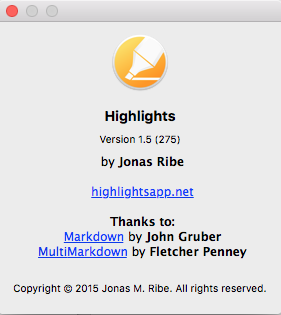 Highlights
Version 1.5 (275)
by Jonas Ribe
highlightsapp.net
Thanks to:
Markdown by John Gruber
MultiMarkdown by Fletcher Penney
Copyright © 2015 Jonas M. Ribe. All rights reserved.